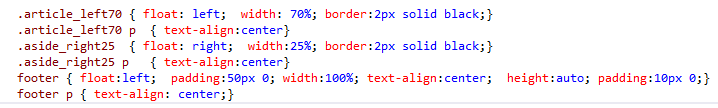 .article_left70 { float: left;  width: 70%; border:2px solid black;}
.article_left70 p  { text-align:center}
.aside_right25  { float: right;  width:25%; border:2px solid black;}
.aside_right25 p   { text-align:center}
footer { float:left;  padding:50px 0; width:100%; text-align:center;  height:auto; padding:10px 0;}
footer p { text-align: center;}